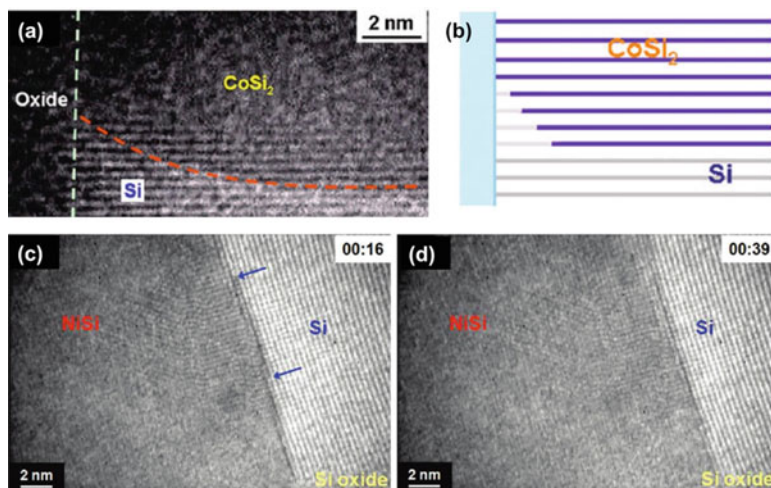 (a)
2 nm
Oxide
CoSi₂
Si
(b)
CoSi₂
Si
(c)
00:16
NiSi
Si
2 nm
Si oxide
(d)
00:39
NiSi
Si
2 nm
Si oxide